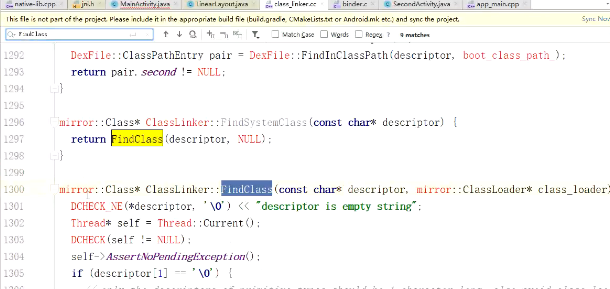 native-lib.cpp jni.h MainActivity.java LinearLayout.java class_linker.cc binder.c SecondActivity.java app_main.cpp
This file is not part of the project. Please include it in the appropriate build file (build.gradle, CMakeLists.txt or Android.mk etc.) and sync the project. Sync Now
FindClass Match Case Words Regex ? 9 matches
1292 DexFile::ClassPathEntry pair = DexFile::FindInClassPath(descriptor, boot_class_path_);
1293 return pair.second != NULL;
1294 }
1295
1296 mirror::Class* ClassLinker::FindSystemClass(const char* descriptor) {
1297 return FindClass(descriptor, NULL);
1298 }
1299
1300 mirror::Class* ClassLinker::FindClass(const char* descriptor, mirror::ClassLoader* class_loader)
1301 DCHECK_NE(*descriptor, '\0') << "descriptor is empty string";
1302 Thread* self = Thread::Current();
1303 DCHECK(self != NULL);
1304 self->AssertNoPendingException();
1305 if (descriptor[1] == '\0') {